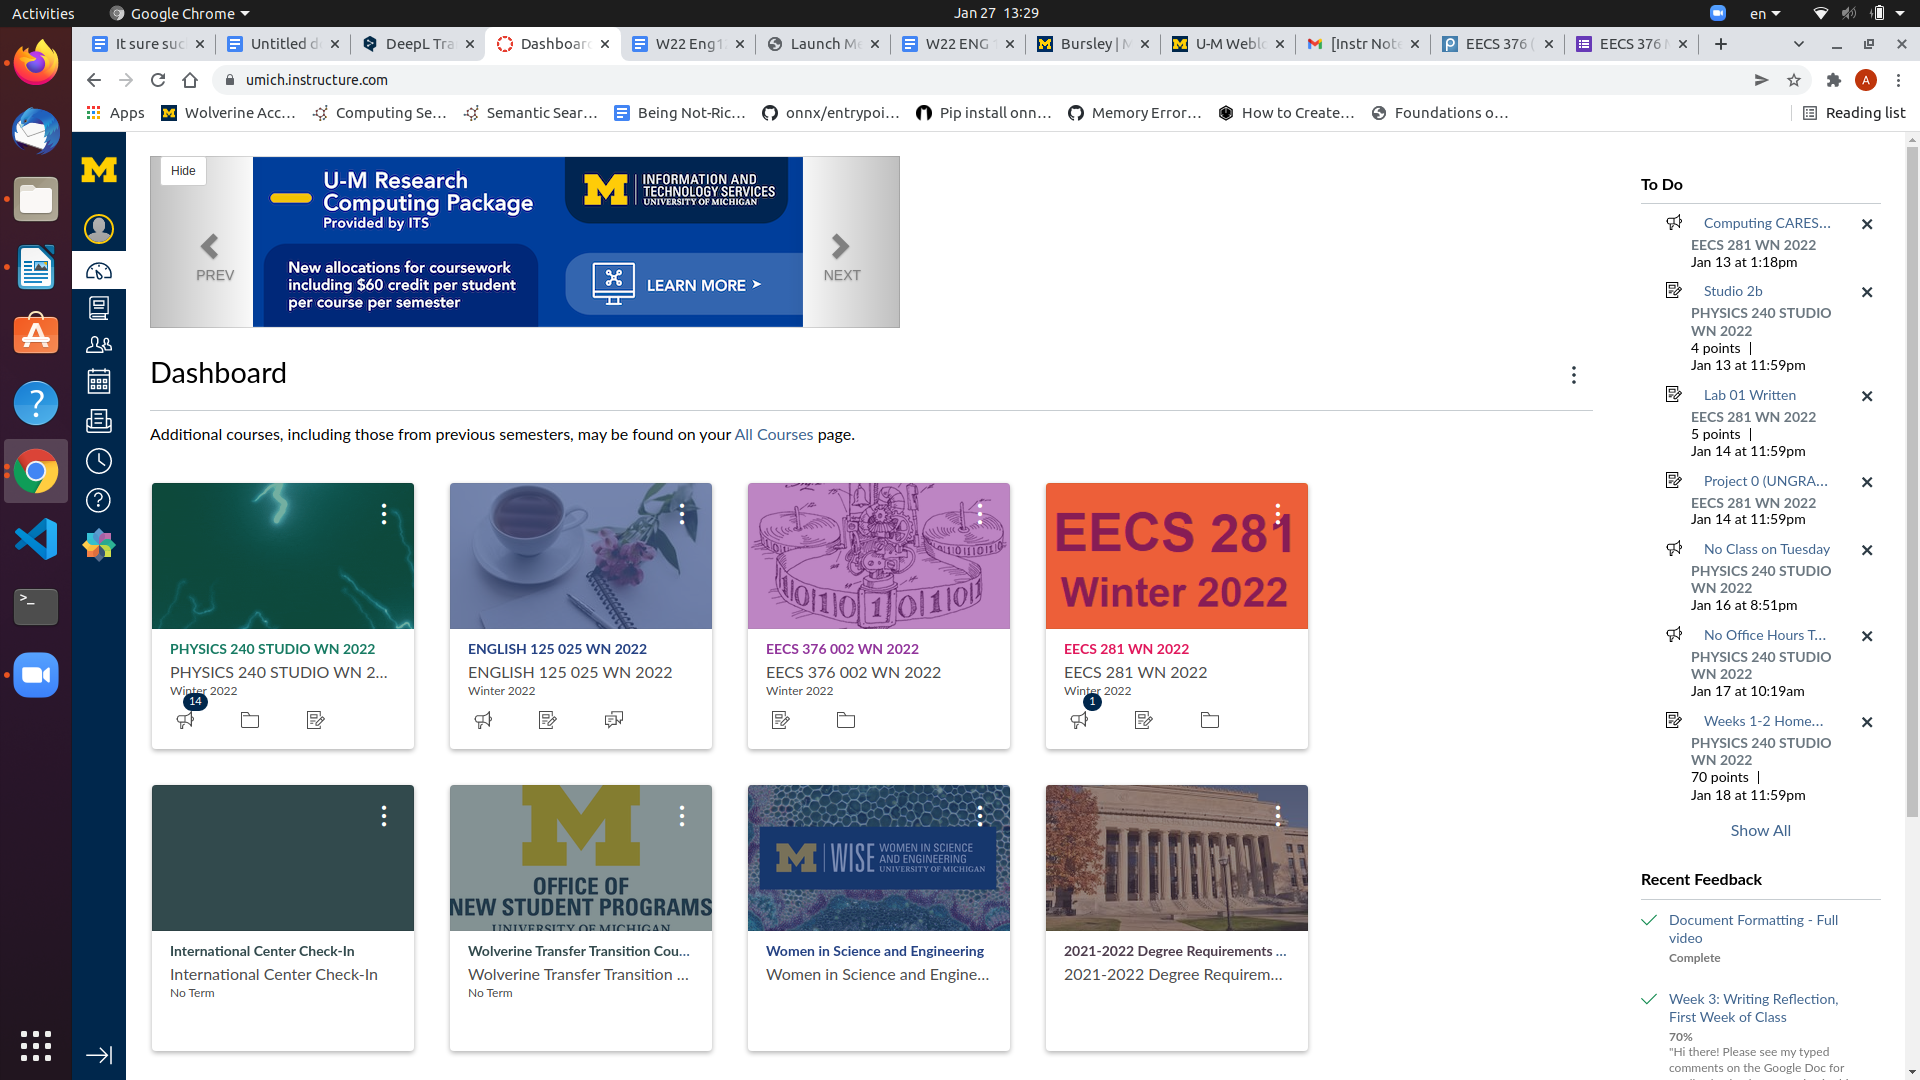 Activities
Google Chrome
Jan 27 13:29
en
It sure suc
Untitled d
DeepL Tra
Dashboard
W22 Eng1
Launch Me
W22 ENG
Bursley | M
U-M Weblo
[Instr Note
EECS 376 (
EECS 376 M
umich.instructure.com
A
Apps
Wolverine Acc...
Computing Se...
Semantic Sear...
Being Not-Ric...
onnx/entrypoi...
Pip install onn...
Memory Error...
How to Create...
Foundations o...
Reading list
Hide
PREV
U-M Research
Computing Package
Provided by ITS
INFORMATION AND
TECHNOLOGY SERVICES
UNIVERSITY OF MICHIGAN
New allocations for coursework
including $60 credit per student
per course per semester
LEARN MORE
NEXT
Dashboard
Additional courses, including those from previous semesters, may be found on your All Courses page.
PHYSICS 240 STUDIO WN 2022
PHYSICS 240 STUDIO WN 2...
Winter 2022
14
ENGLISH 125 025 WN 2022
ENGLISH 125 025 WN 2022
Winter 2022
EECS 376 002 WN 2022
EECS 376 002 WN 2022
Winter 2022
EECS 281
Winter 2022
EECS 281 WN 2022
EECS 281 WN 2022
Winter 2022
1
International Center Check-In
International Center Check-In
No Term
OFFICE OF
NEW STUDENT PROGRAMS
UNIVERSITY OF MICHIGAN
Wolverine Transfer Transition Cou...
Wolverine Transfer Transition ...
No Term
WISE
WOMEN IN SCIENCE
AND ENGINEERING
UNIVERSITY OF MICHIGAN
Women in Science and Engineering
Women in Science and Engine...
2021-2022 Degree Requirements ...
2021-2022 Degree Requirem...
To Do
Computing CARES...
EECS 281 WN 2022
Jan 13 at 1:18pm
Studio 2b
PHYSICS 240 STUDIO
WN 2022
4 points |
Jan 13 at 11:59pm
Lab 01 Written
EECS 281 WN 2022
5 points |
Jan 14 at 11:59pm
Project 0 (UNGRA...
EECS 281 WN 2022
Jan 14 at 11:59pm
No Class on Tuesday
PHYSICS 240 STUDIO
WN 2022
Jan 16 at 8:51pm
No Office Hours T...
PHYSICS 240 STUDIO
WN 2022
Jan 17 at 10:19am
Weeks 1-2 Home...
PHYSICS 240 STUDIO
WN 2022
70 points |
Jan 18 at 11:59pm
Show All
Recent Feedback
Document Formatting - Full
video
Complete
Week 3: Writing Reflection,
First Week of Class
70%
"Hi there! Please see my typed
comments on the Google Doc for